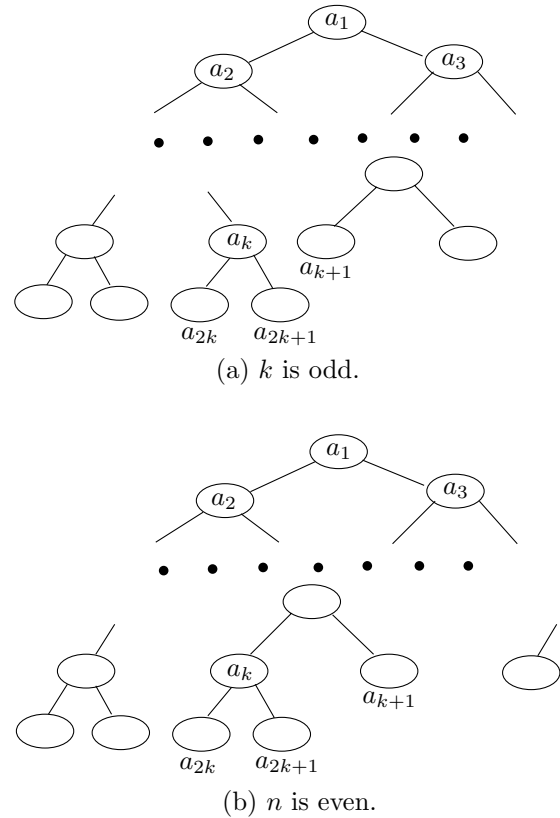 a₁
a₂ a₃
aₖ
aₖ₊₁
a₂ₖ a₂ₖ₊₁
(a) k is odd.
a₁
a₂ a₃
aₖ
aₖ₊₁
a₂ₖ a₂ₖ₊₁
(b) n is even.